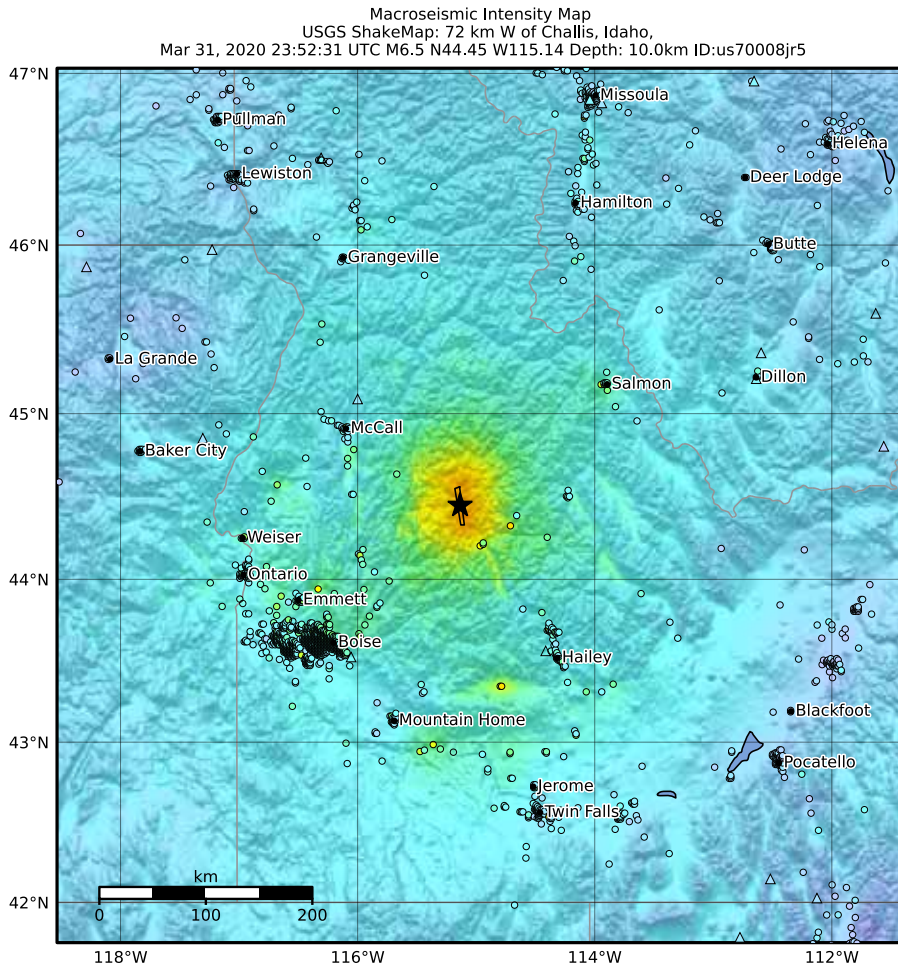 Macroseismic Intensity Map
USGS ShakeMap: 72 km W of Challis, Idaho,
Mar 31, 2020 23:52:31 UTC M6.5 N44.45 W115.14 Depth: 10.0km ID:us70008jr5
47°N
Missoula
Pullman
Helena
Lewiston
Deer Lodge
Hamilton
46°N
Butte
Grangeville
La Grande
Dillon
Salmon
45°N
McCall
Baker City
Weiser
44°N
Ontario
Emmett
Boise
Hailey
Blackfoot
Mountain Home
43°N
Pocatello
Jerome
Twin Falls
km
42°N
0 100 200
118°W 116°W 114°W 112°W